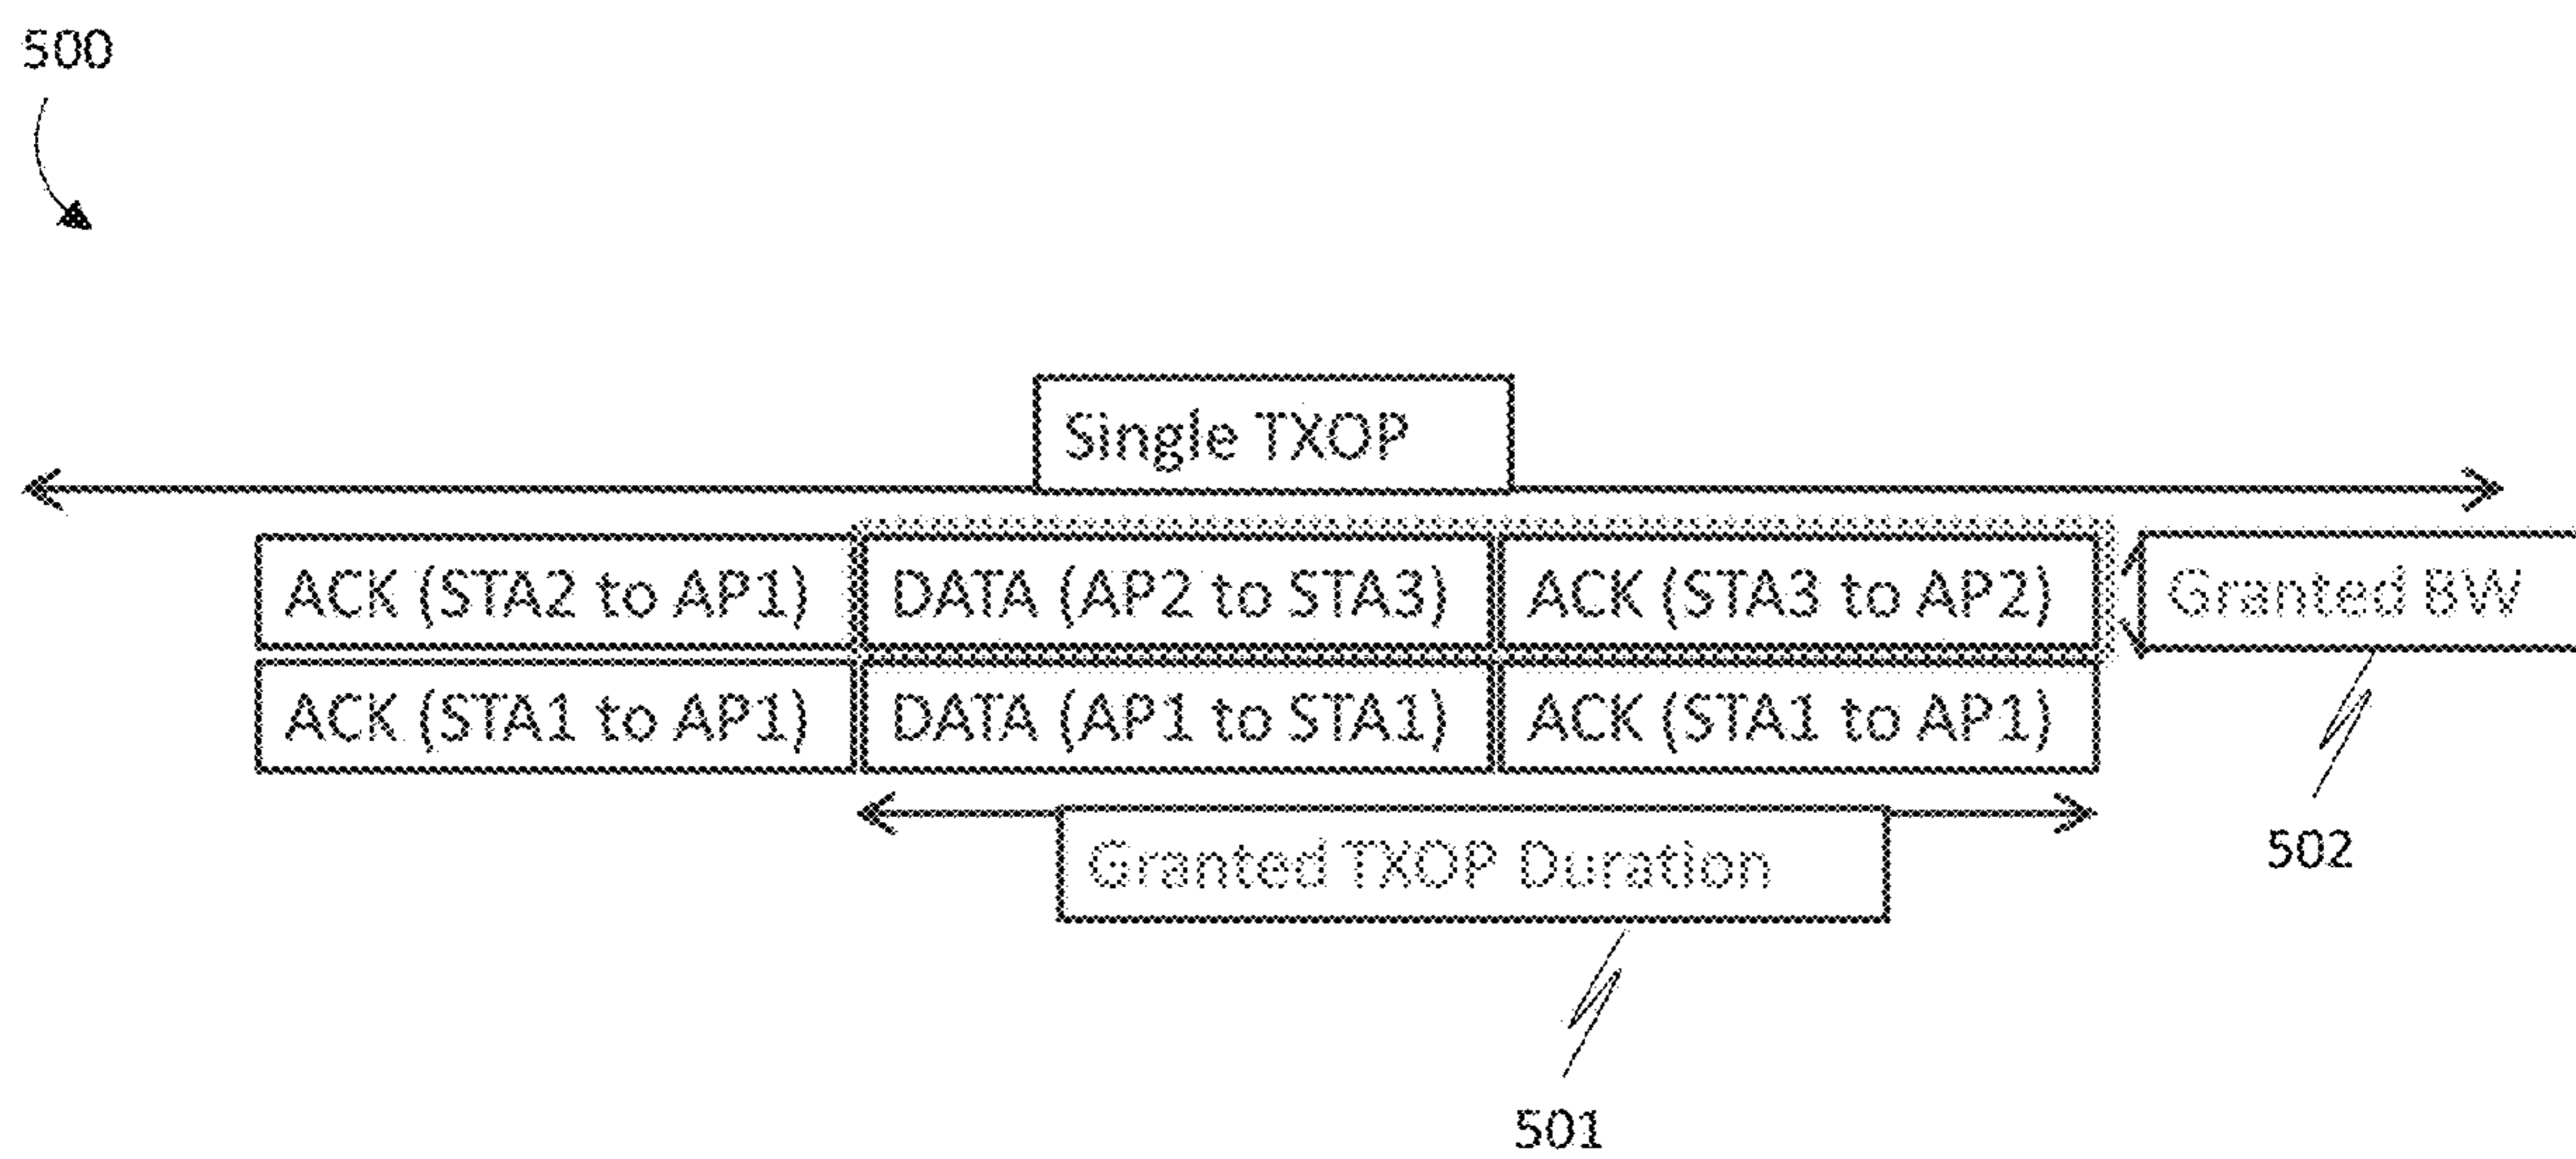 500
Single TXOP
ACK (STA2 to AP1) DATA (AP2 to STA3) ACK (STA3 to AP2) Granted BW
ACK (STA1 to AP1) DATA (AP1 to STA1) ACK (STA1 to AP1)
Granted TXOP Duration
502
501